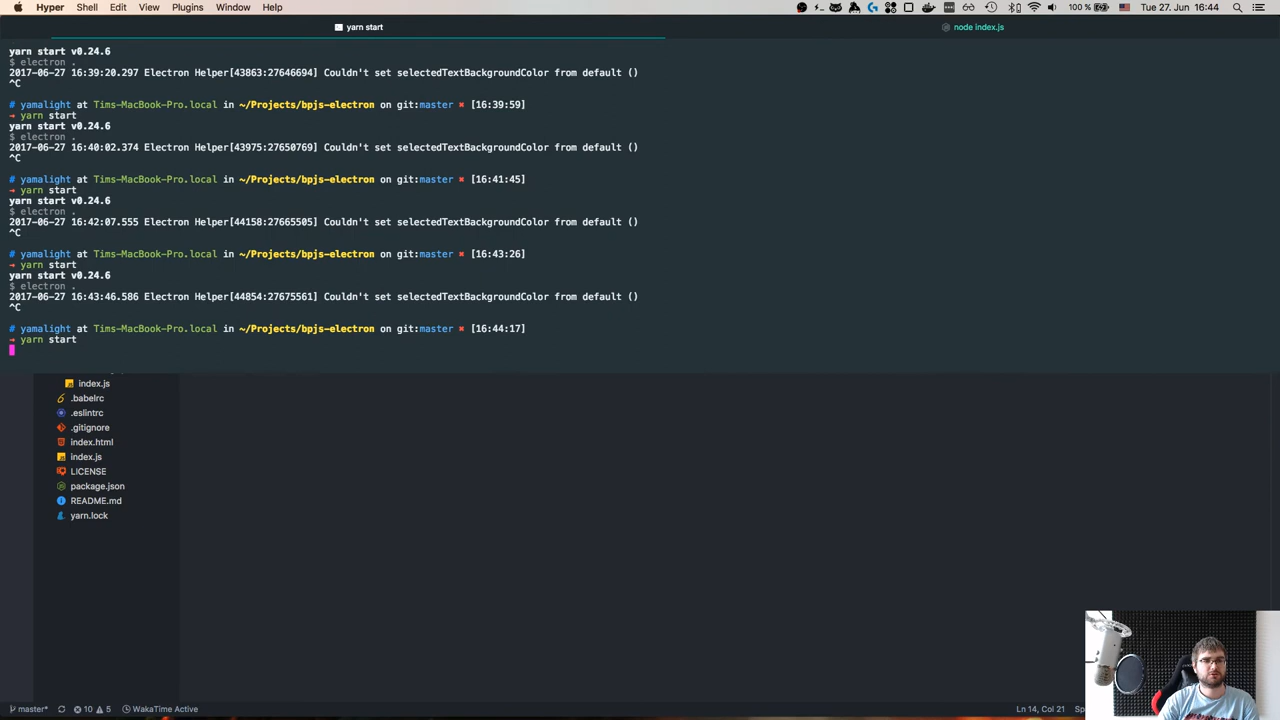 Hyper Shell Edit View Plugins Window Help 100 % Tue 27. Jun 16:44
yarn start
node index.js
yarn start v0.24.6
$ electron .
2017-06-27 16:39:20.297 Electron Helper[43863:27646694] Couldn't set selectedTextBackgroundColor from default ()
^C
# yamalight at Tims-MacBook-Pro.local in ~/Projects/bpjs-electron on git:master ✖ [16:39:59]
→ yarn start
yarn start v0.24.6
$ electron .
2017-06-27 16:40:02.374 Electron Helper[43975:27650769] Couldn't set selectedTextBackgroundColor from default ()
^C
# yamalight at Tims-MacBook-Pro.local in ~/Projects/bpjs-electron on git:master ✖ [16:41:45]
→ yarn start
yarn start v0.24.6
$ electron .
2017-06-27 16:42:07.555 Electron Helper[44158:27665505] Couldn't set selectedTextBackgroundColor from default ()
^C
# yamalight at Tims-MacBook-Pro.local in ~/Projects/bpjs-electron on git:master ✖ [16:43:26]
→ yarn start
yarn start v0.24.6
$ electron .
2017-06-27 16:43:46.586 Electron Helper[44854:27675561] Couldn't set selectedTextBackgroundColor from default ()
^C
# yamalight at Tims-MacBook-Pro.local in ~/Projects/bpjs-electron on git:master ✖ [16:44:17]
→ yarn start
index.js
.babelrc
.eslintrc
.gitignore
index.html
index.js
LICENSE
package.json
README.md
yarn.lock
master* 10 5 WakaTime Active Ln 14, Col 21